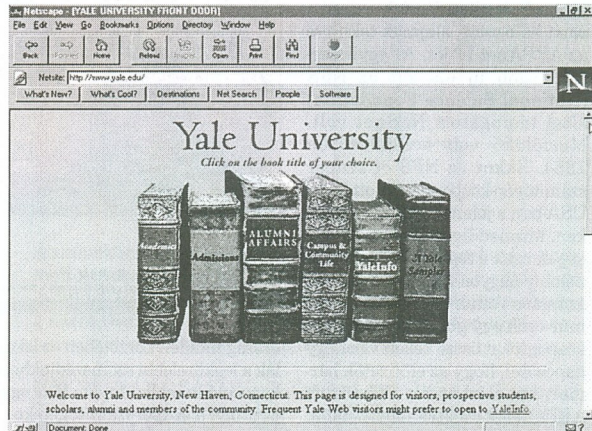 Netscape - [YALE UNIVERSITY FRONT DOOR]
File Edit View Go Bookmarks Options Directory Window Help
Back Forward Home Reload Images Open Print Find Stop
Netsite: http://www.yale.edu/
N
What's New? What's Cool? Destinations Net Search People Software
Yale University
Click on the book title of your choice.
Academics
Admissions
ALUMNI
AFFAIRS
Campus &
Community
Life
YaleInfo
A Yale
Sampler
Welcome to Yale University, New Haven, Connecticut. This page is designed for visitors, prospective students,
scholars, alumni and members of the community. Frequent Yale Web visitors might prefer to open to YaleInfo.
Document: Done